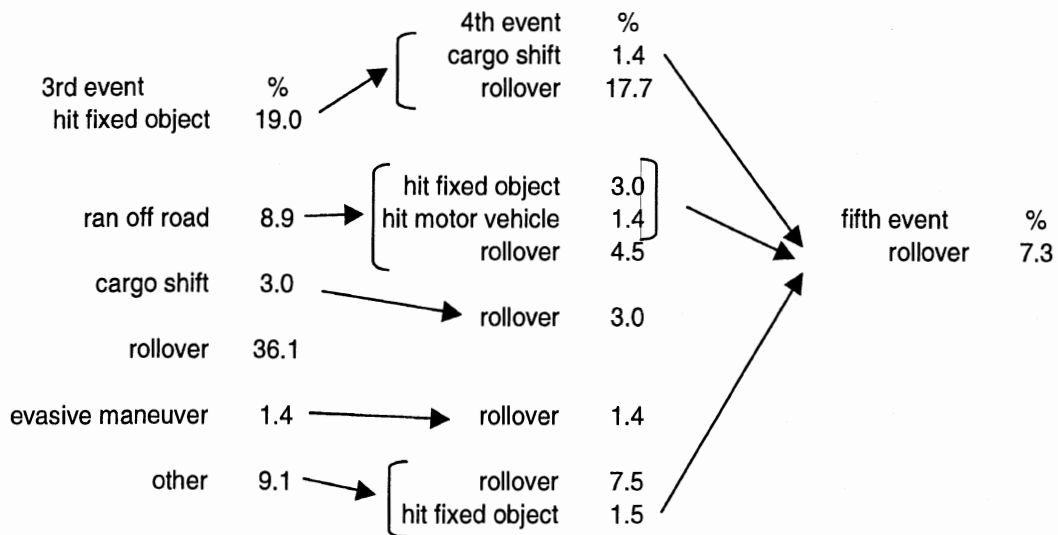 4th event %
cargo shift 1.4
rollover 17.7
3rd event %
hit fixed object 19.0
hit fixed object 3.0
ran off road 8.9 hit motor vehicle 1.4 fifth event %
rollover 4.5 rollover 7.3
cargo shift 3.0
rollover 3.0
rollover 36.1
evasive maneuver 1.4 rollover 1.4
other 9.1 rollover 7.5
hit fixed object 1.5